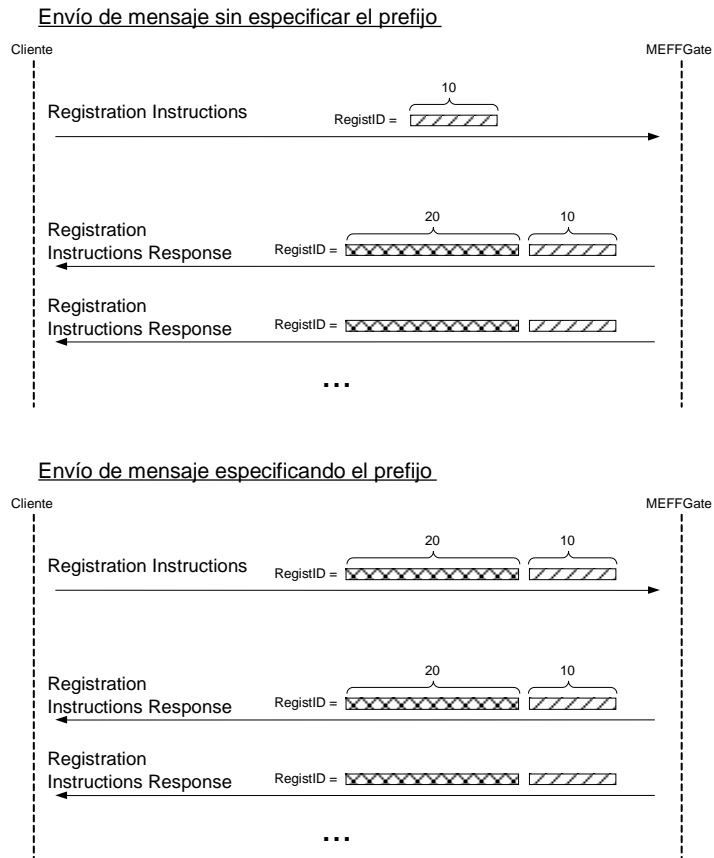 Envío de mensaje sin especificar el prefijo
Cliente
MEFFGate
10
Registration Instructions
RegistID =
20
10
Registration
Instructions Response
RegistID =
Registration
Instructions Response
RegistID =
...
Envío de mensaje especificando el prefijo
Cliente
MEFFGate
20
10
Registration Instructions
RegistID =
20
10
Registration
Instructions Response
RegistID =
Registration
Instructions Response
RegistID =
...